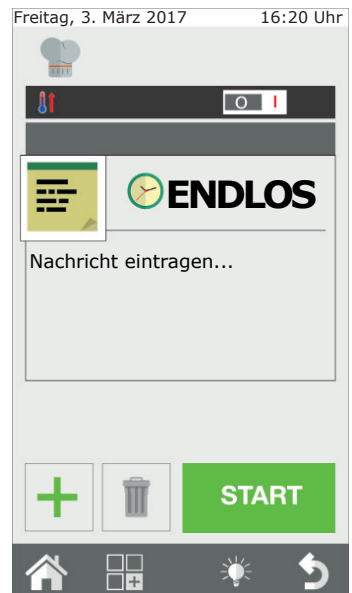 Freitag, 3. März 2017 16:20 Uhr
O I
ENDLOS
Nachricht eintragen...
START